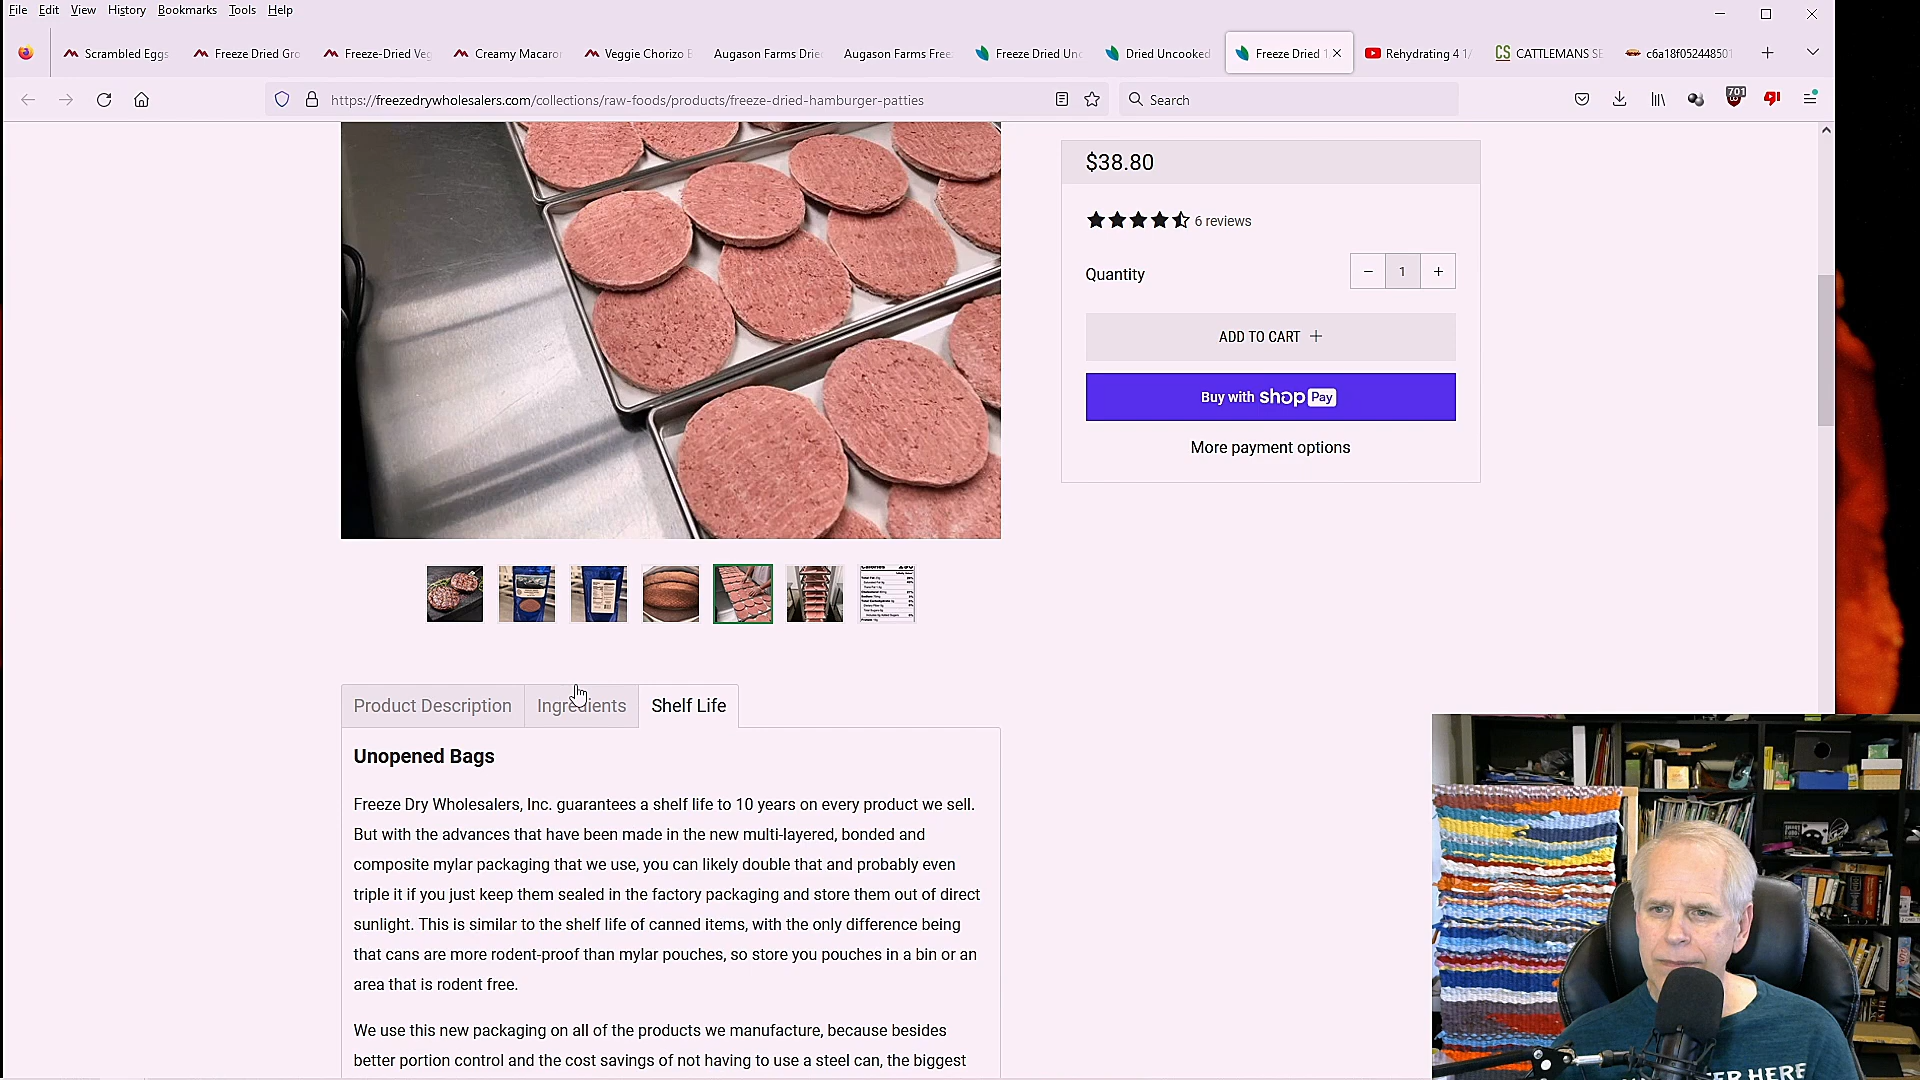 File Edit View History Bookmarks Tools Help
Scrambled Eggs
Freeze Dried Gro
Freeze-Dried Veg
Creamy Macaro
Veggie Chorizo
Augason Farms Drie
Augason Farms Free
Freeze Dried Unc
Dried Uncooked
Freeze Dried 1
Rehydrating 4 1/
CS CATTLEMANS SE
c6a18f052448501
https://freezedrywholesalers.com/collections/raw-foods/products/freeze-dried-hamburger-patties
Search
701
$38.80
6 reviews
Quantity
− 1 +
ADD TO CART +
Buy with shop Pay
More payment options
Product Description Ingredients Shelf Life
Unopened Bags
Freeze Dry Wholesalers, Inc. guarantees a shelf life to 10 years on every product we sell.
But with the advances that have been made in the new multi-layered, bonded and
composite mylar packaging that we use, you can likely double that and probably even
triple it if you just keep them sealed in the factory packaging and store them out of direct
sunlight. This is similar to the shelf life of canned items, with the only difference being
that cans are more rodent-proof than mylar pouches, so store you pouches in a bin or an
area that is rodent free.
We use this new packaging on all of the products we manufacture, because besides
better portion control and the cost savings of not having to use a steel can, the biggest
HERE